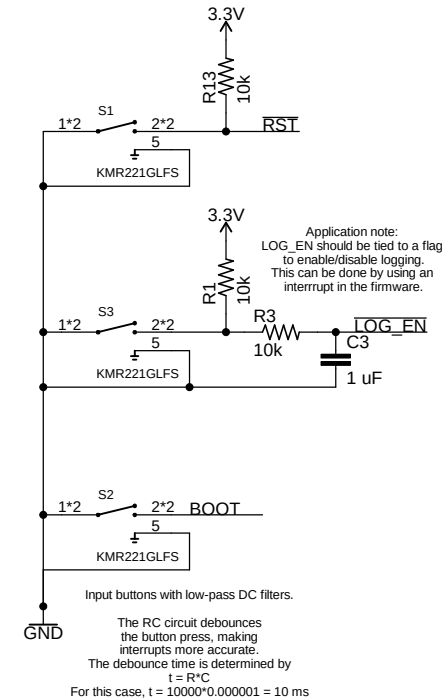 3.3V
R13
10k
S1
1*2
2*2
RST
5
KMR221GLFS
3.3V
Application note:
LOG_EN should be tied to a flag
to enable/disable logging.
This can be done by using an
interrrupt in the firmware.
R1
10k
S3
1*2
2*2
R3
10k
LOG_EN
C3
1 uF
5
KMR221GLFS
S2
1*2
2*2
BOOT
5
KMR221GLFS
Input buttons with low-pass DC filters.
GND
The RC circuit debounces
the button press, making
interrupts more accurate.
The debounce time is determined by
t = R*C
For this case, t = 10000*0.000001 = 10 ms